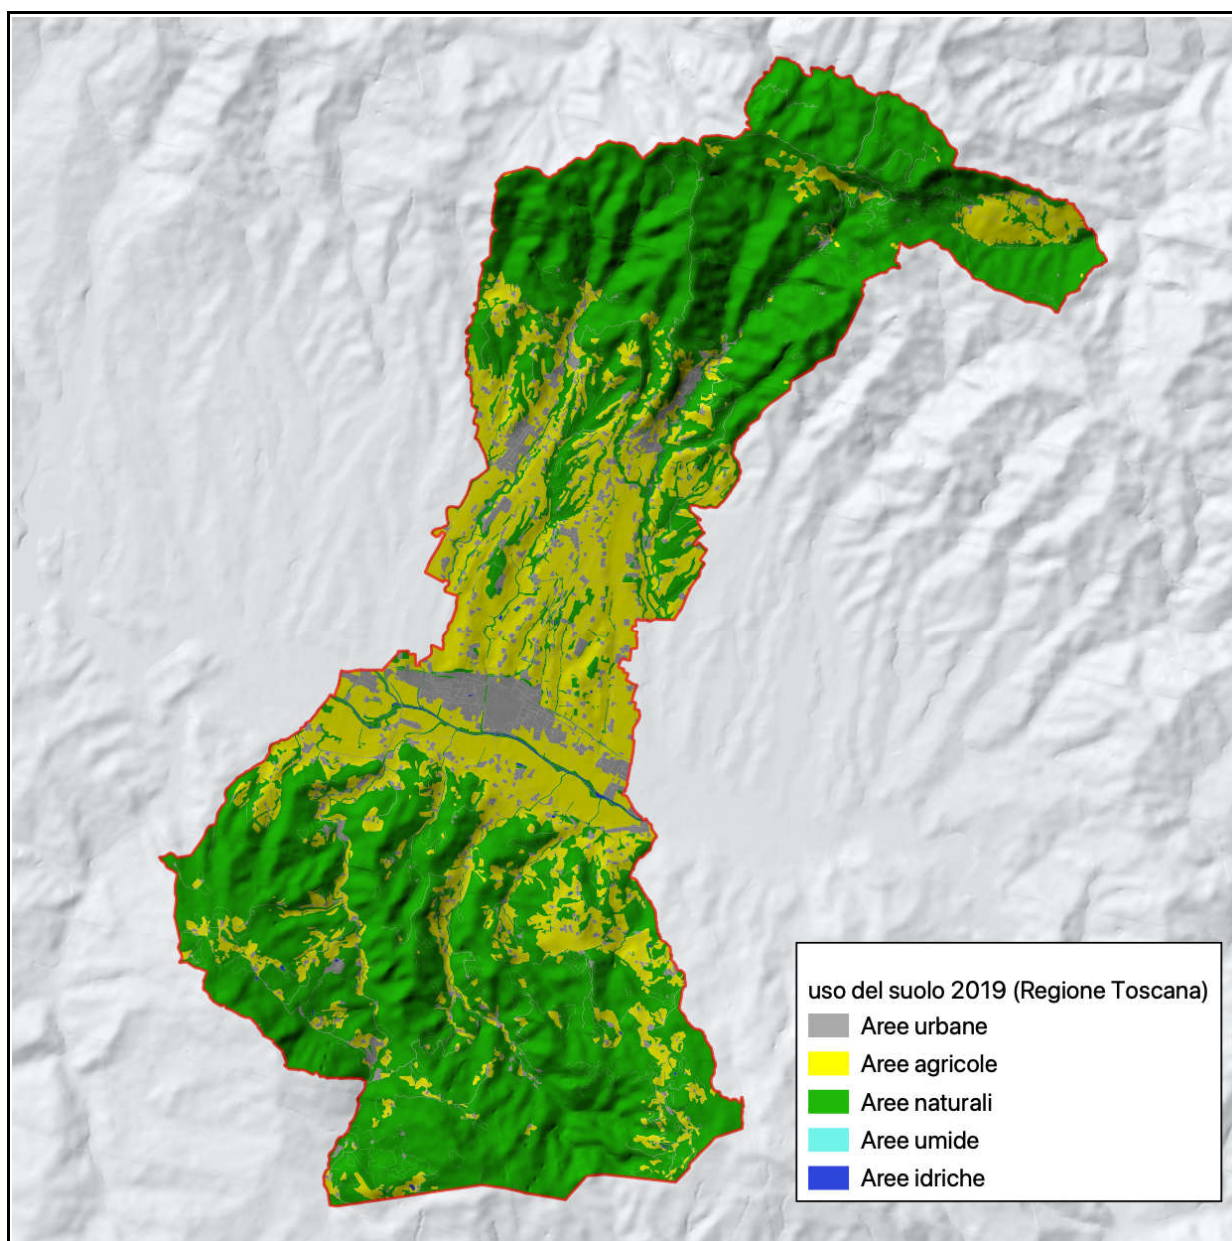 uso del suolo 2019 (Regione Toscana)
Aree urbane
Aree agricole
Aree naturali
Aree umide
Aree idriche